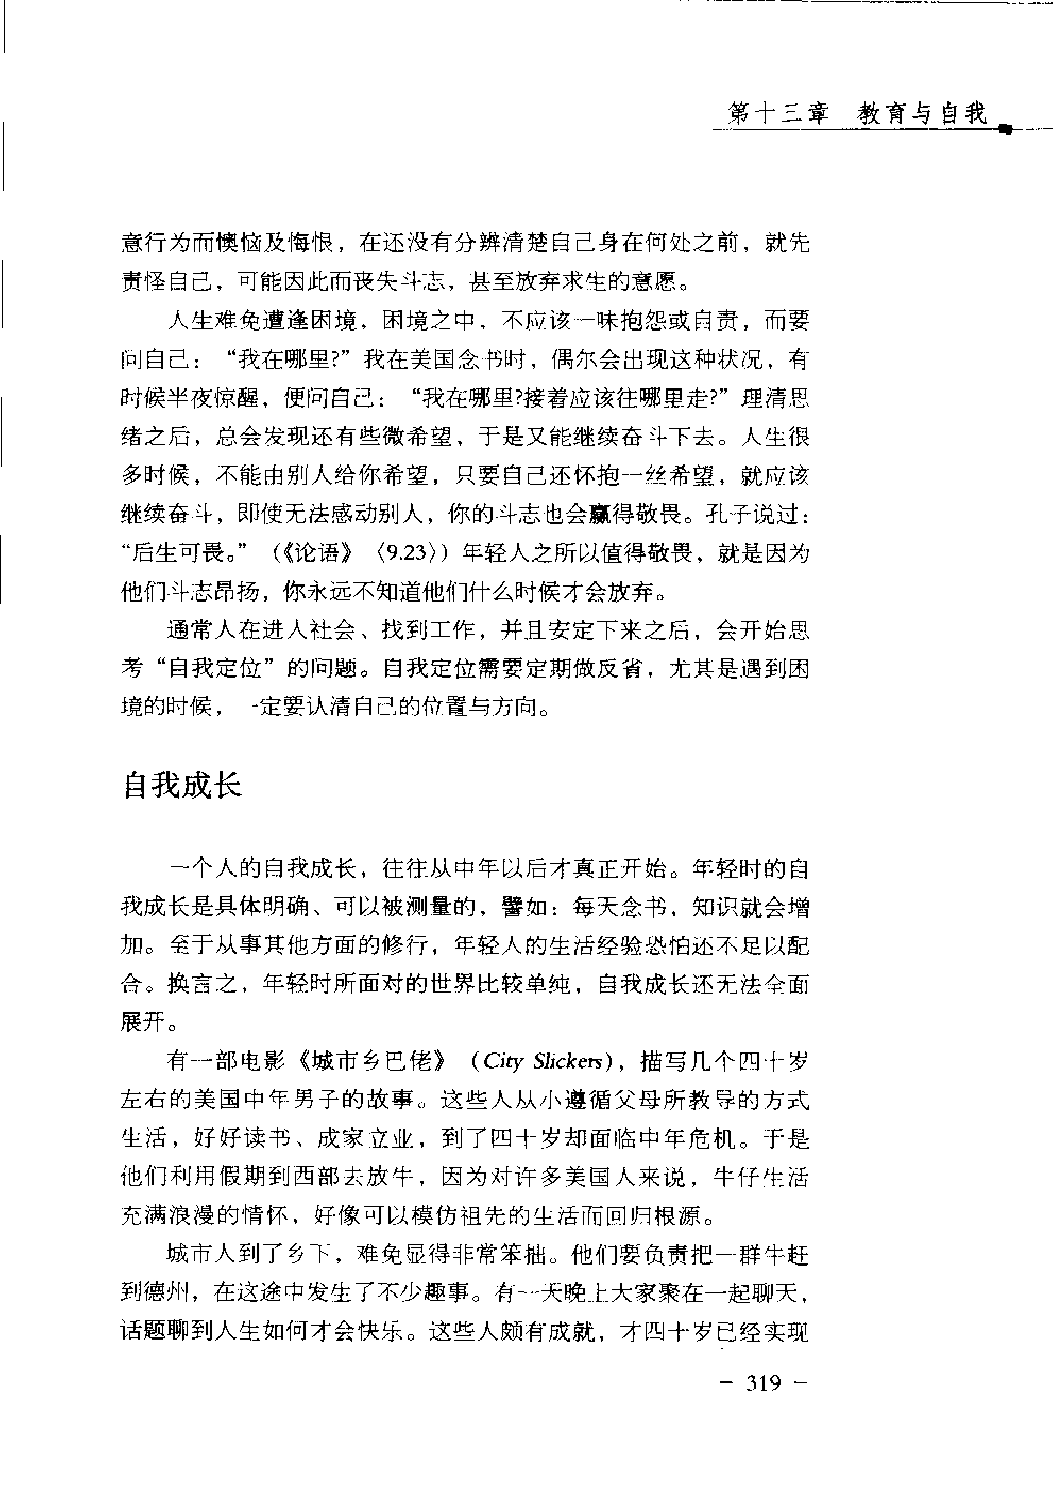 第十三章 教育与自我
意行为而懊恼及悔恨，在还没有分辨清楚自己身在何处之前，就先
责怪自己，可能因此而丧失斗志，甚至放弃求生的意愿。
人生难免遭逢困境，困境之中，不应该一味抱怨或自责，而要
问自己：“我在哪里?”我在美国念书时，偶尔会出现这种状况，有
时候半夜惊醒，便问自己：“我在哪里?接着应该往哪里走?”理清思
绪之后，总会发现还有些微希望，于是又能继续奋斗下去。人生很
多时候，不能由别人给你希望，只要自己还怀抱一丝希望，就应该
继续奋斗，即使无法感动别人，你的斗志也会赢得敬畏。孔子说过：
“后生可畏。”（《论语》〈9.23〉）年轻人之所以值得敬畏，就是因为
他们斗志昂扬，你永远不知道他们什么时候才会放弃。
通常人在进入社会、找到工作，并且安定下来之后，会开始思
考“自我定位”的问题。自我定位需要定期做反省，尤其是遇到困
境的时候，一定要认清自己的位置与方向。
自我成长
一个人的自我成长，往往从中年以后才真正开始。年轻时的自
我成长是具体明确、可以被测量的，譬如：每天念书，知识就会增
加。至于从事其他方面的修行，年轻人的生活经验恐怕还不足以配
合。换言之，年轻时所面对的世界比较单纯，自我成长还无法全面
展开。
有一部电影《城市乡巴佬》（City Slickers），描写几个四十岁
左右的美国中年男子的故事。这些人从小遵循父母所教导的方式
生活，好好读书、成家立业，到了四十岁却面临中年危机。于是
他们利用假期到西部去放牛，因为对许多美国人来说，牛仔生活
充满浪漫的情怀，好像可以模仿祖先的生活而回归根源。
城市人到了乡下，难免显得非常笨拙。他们要负责把一群牛赶
到德州，在这途中发生了不少趣事。有一天晚上大家聚在一起聊天，
话题聊到人生如何才会快乐。这些人颇有成就，才四十岁已经实现
－ 319 －